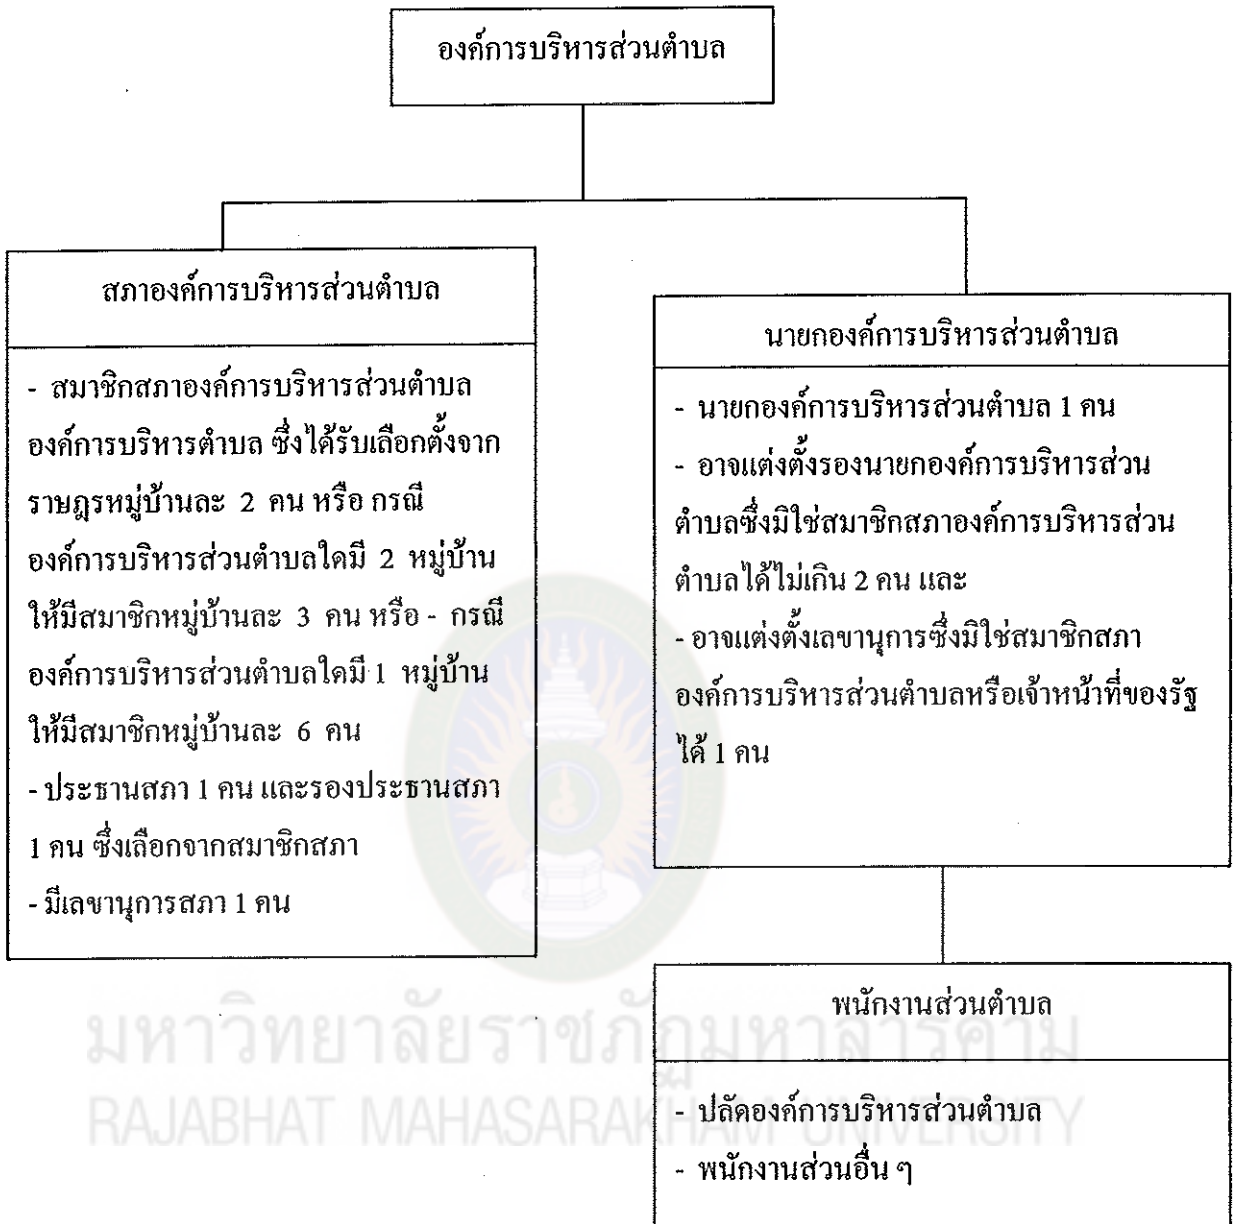 องค์การบริหารส่วนตำบล
สภาองค์การบริหารส่วนตำบล
- สมาชิกสภาองค์การบริหารส่วนตำบล
องค์การบริหารตำบล ซึ่งได้รับเลือกตั้งจาก
ราษฎรหมู่บ้านละ 2 คน หรือ กรณี
องค์การบริหารส่วนตำบลใดมี 2 หมู่บ้าน
ให้มีสมาชิกหมู่บ้านละ 3 คน หรือ - กรณี
องค์การบริหารส่วนตำบลใดมี 1 หมู่บ้าน
ให้มีสมาชิกหมู่บ้านละ 6 คน
- ประธานสภา 1 คน และรองประธานสภา
1 คน ซึ่งเลือกจากสมาชิกสภา
- มีเลขานุการสภา 1 คน
นายกองค์การบริหารส่วนตำบล
- นายกองค์การบริหารส่วนตำบล 1 คน
- อาจแต่งตั้งรองนายกองค์การบริหารส่วน
ตำบลซึ่งมิใช่สมาชิกสภาองค์การบริหารส่วน
ตำบลได้ไม่เกิน 2 คน และ
- อาจแต่งตั้งเลขานุการซึ่งมิใช่สมาชิกสภา
องค์การบริหารส่วนตำบลหรือเจ้าหน้าที่ของรัฐ
ได้ 1 คน
พนักงานส่วนตำบล
- ปลัดองค์การบริหารส่วนตำบล
- พนักงานส่วนอื่น ๆ
มหาวิทยาลัยราชภัฏมหาสารคาม
RAJABHAT MAHASARAKHAM UNIVERSITY